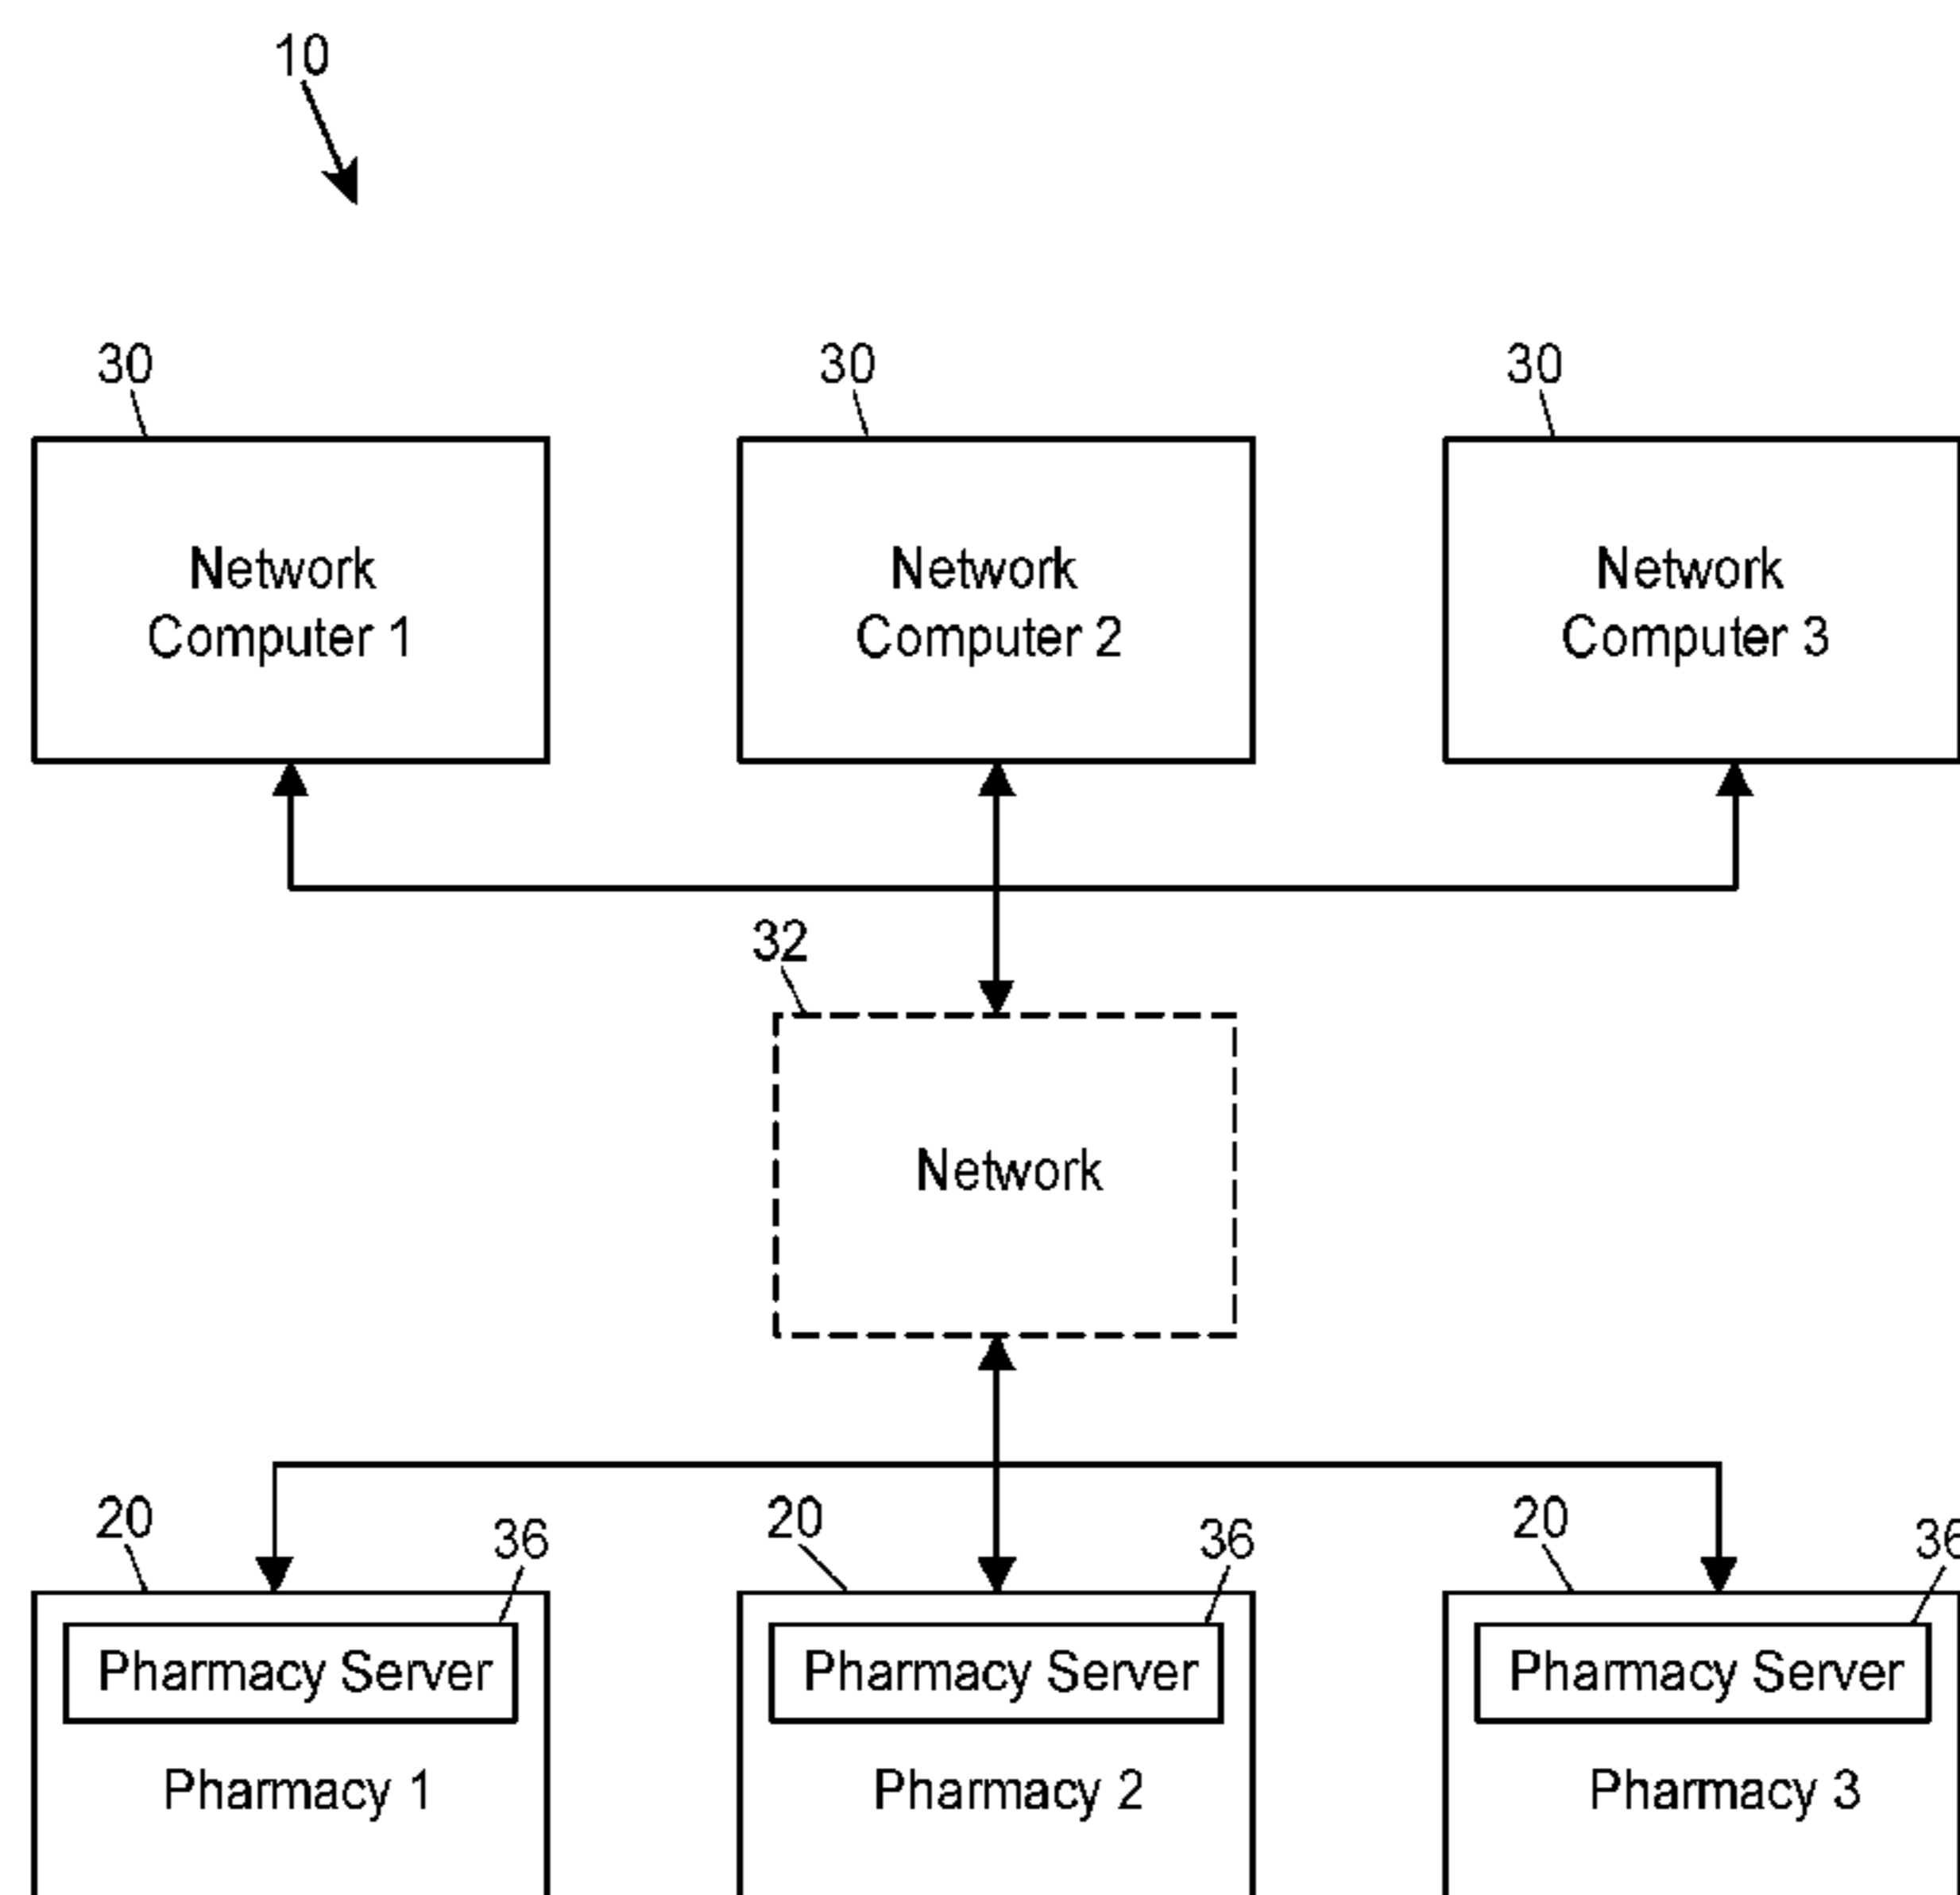 10
30 30 30
Network Network Network
Computer 1 Computer 2 Computer 3
32
Network
20 36 20 36 20 36
Pharmacy Server Pharmacy Server Pharmacy Server
Pharmacy 1 Pharmacy 2 Pharmacy 3